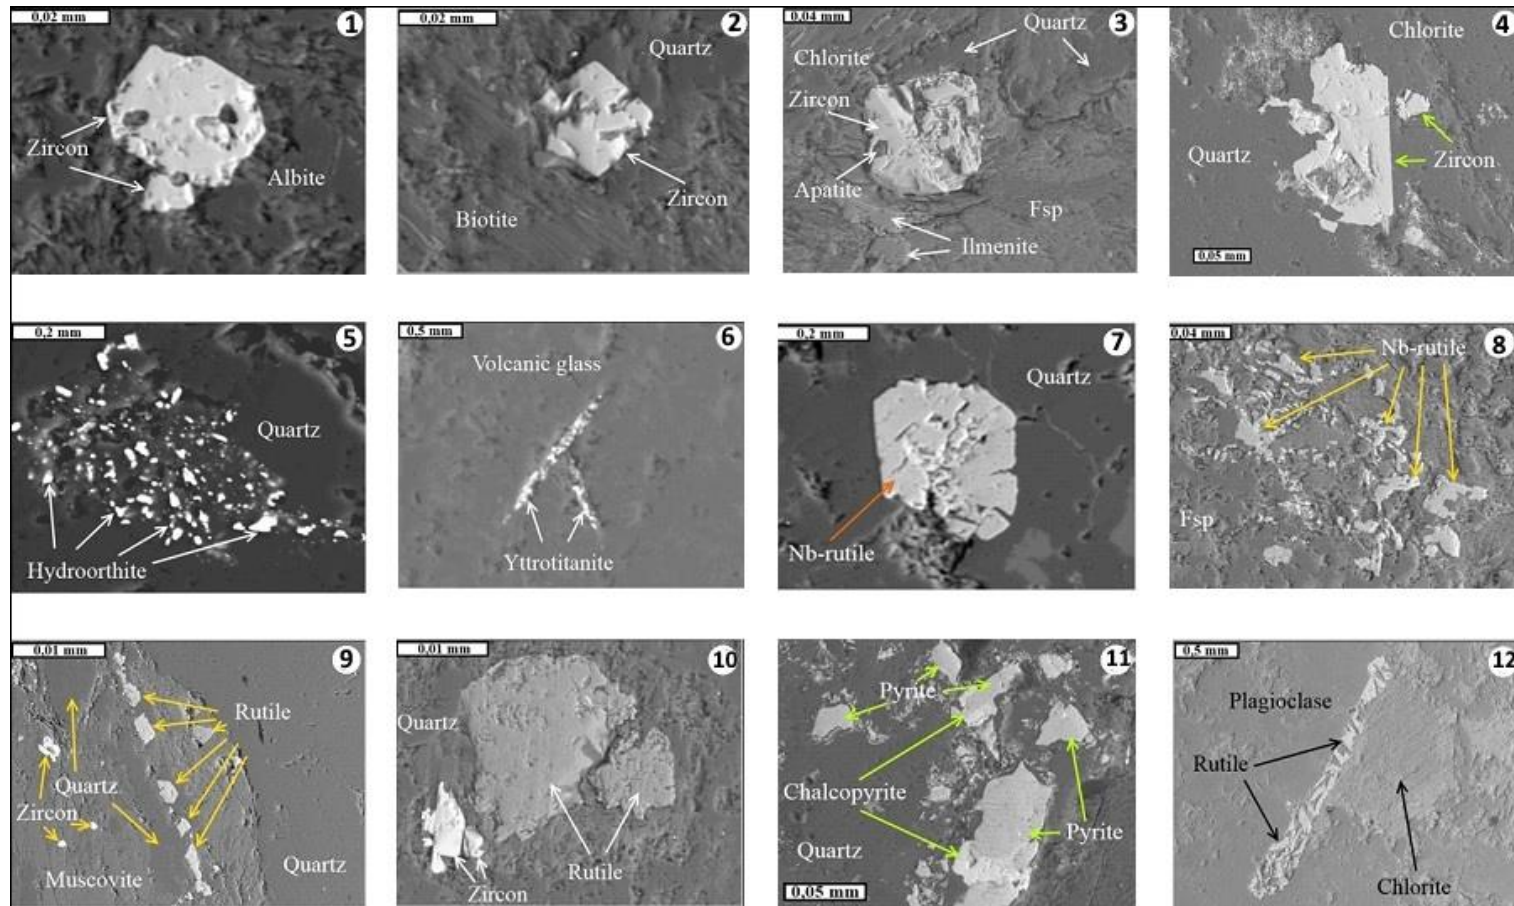 0,02 mm
1
Zircon
Albite
0,02 mm
2
Quartz
Biotite
Zircon
0,04 mm
3
Quartz
Chlorite
Zircon
Apatite
Fsp
Ilmenite
4
Chlorite
Quartz
Zircon
0,05 mm
0,2 mm
5
Quartz
Hydroorthite
0,5 mm
6
Volcanic glass
Yttrotitanite
0,2 mm
7
Quartz
Nb-rutile
0,04 mm
8
Nb-rutile
Fsp
0,01 mm
9
Rutile
Quartz
Zircon
Muscovite
Quartz
0,01 mm
10
Quartz
Rutile
Zircon
11
Pyrite
Chalcopyrite
Pyrite
Quartz
0,05 mm
0,5 mm
12
Plagioclase
Rutile
Chlorite